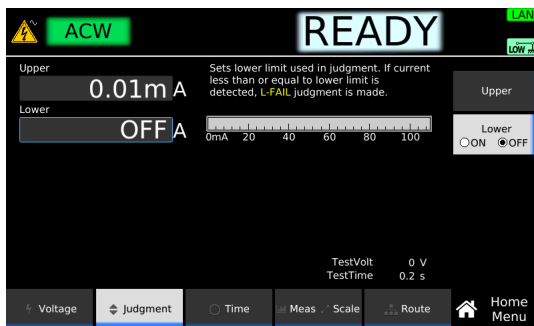 ACW
READY
LAN
LOW
Upper
0.01m A
Lower
OFF A
Sets lower limit used in judgment. If current
less than or equal to lower limit is
detected, L-FAIL judgment is made.
0mA 20 40 60 80 100
Upper
Lower
ON OFF
TestVolt 0 V
TestTime 0.2 s
Voltage
Judgment
Time
Meas Scale
Route
Home
Menu